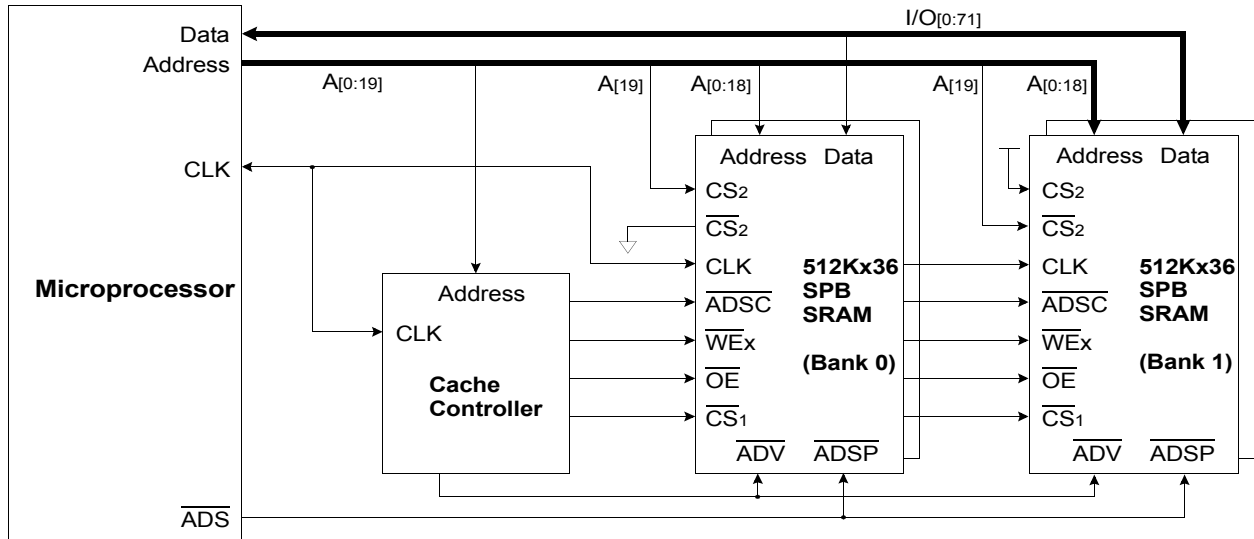 I/O[0:71]
Data
Address
A[0:19]
A[19]
A[0:18]
A[19]
A[0:18]
CLK
Microprocessor
ADS
Address
CLK
Cache
Controller
Address Data
CS2
CS2
CLK
ADSC
WEx
OE
CS1
ADV ADSP
512Kx36
SPB
SRAM
(Bank 0)
Address Data
CS2
CS2
CLK
ADSC
WEx
OE
CS1
ADV ADSP
512Kx36
SPB
SRAM
(Bank 1)